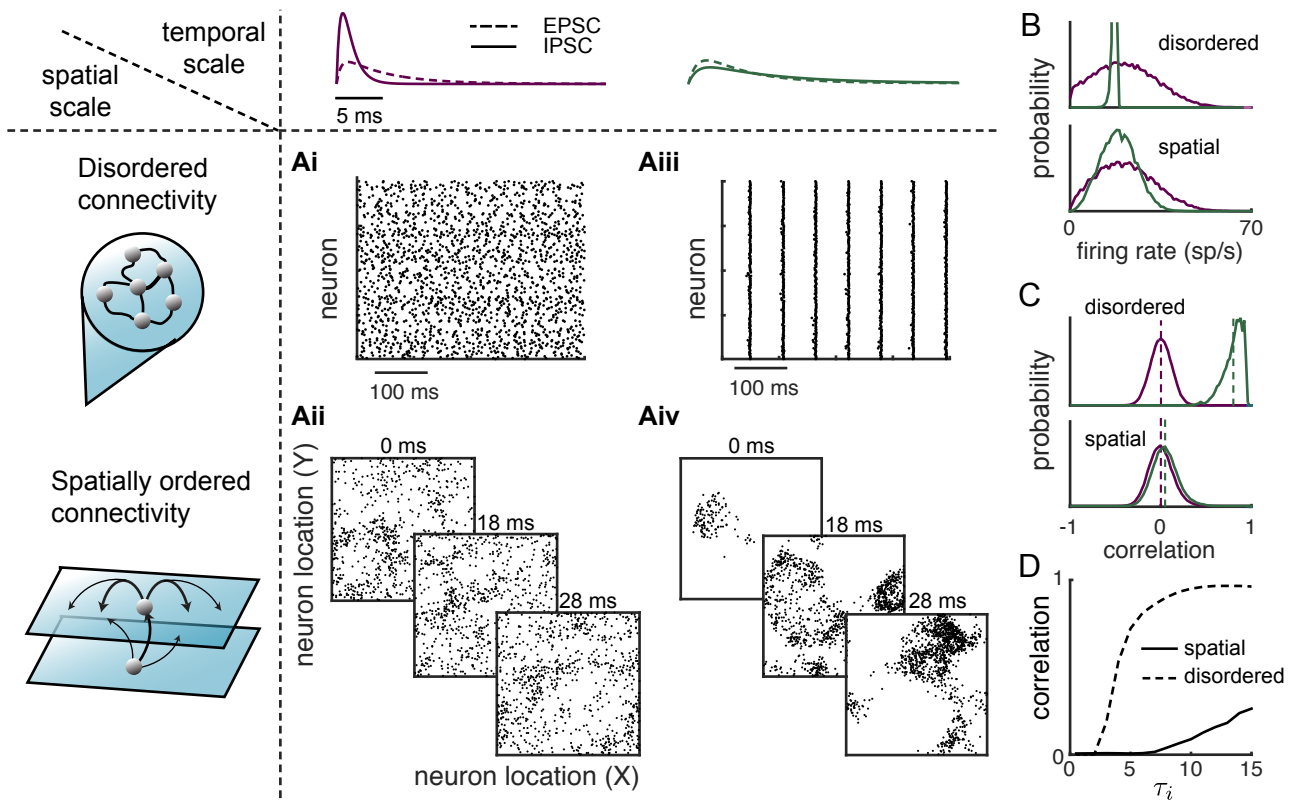 temporal
scale
spatial
scale
EPSC
IPSC
5 ms
Disordered
connectivity
Ai
neuron
100 ms
Aiii
neuron
100 ms
Spatially ordered
connectivity
Aii
0 ms
18 ms
28 ms
neuron location (Y)
neuron location (X)
Aiv
0 ms
18 ms
28 ms
B
disordered
spatial
probability
0
70
firing rate (sp/s)
C
disordered
spatial
probability
-1
0
1
correlation
D
1
correlation
0
spatial
disordered
0
5
10
15
τi